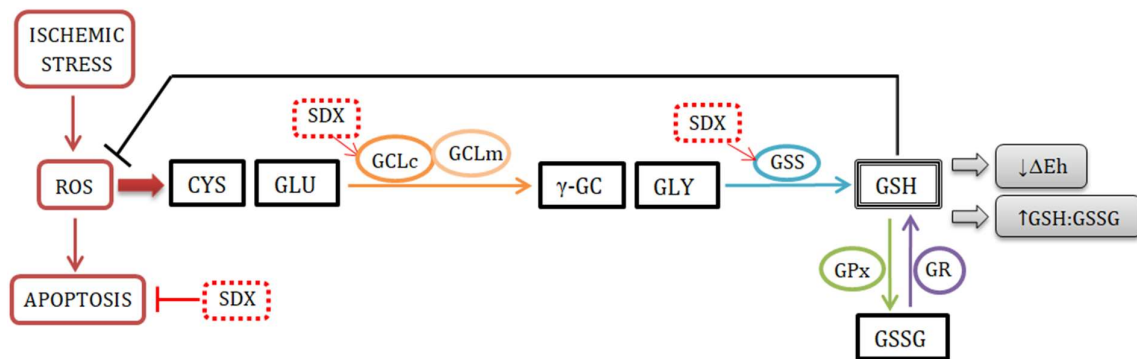 ISCHEMIC
STRESS
ROS
APOPTOSIS
SDX
CYS
GLU
SDX
GCLc
GCLm
γ-GC
GLY
SDX
GSS
GSH
↓ΔEh
↑GSH:GSSG
GPx
GR
GSSG